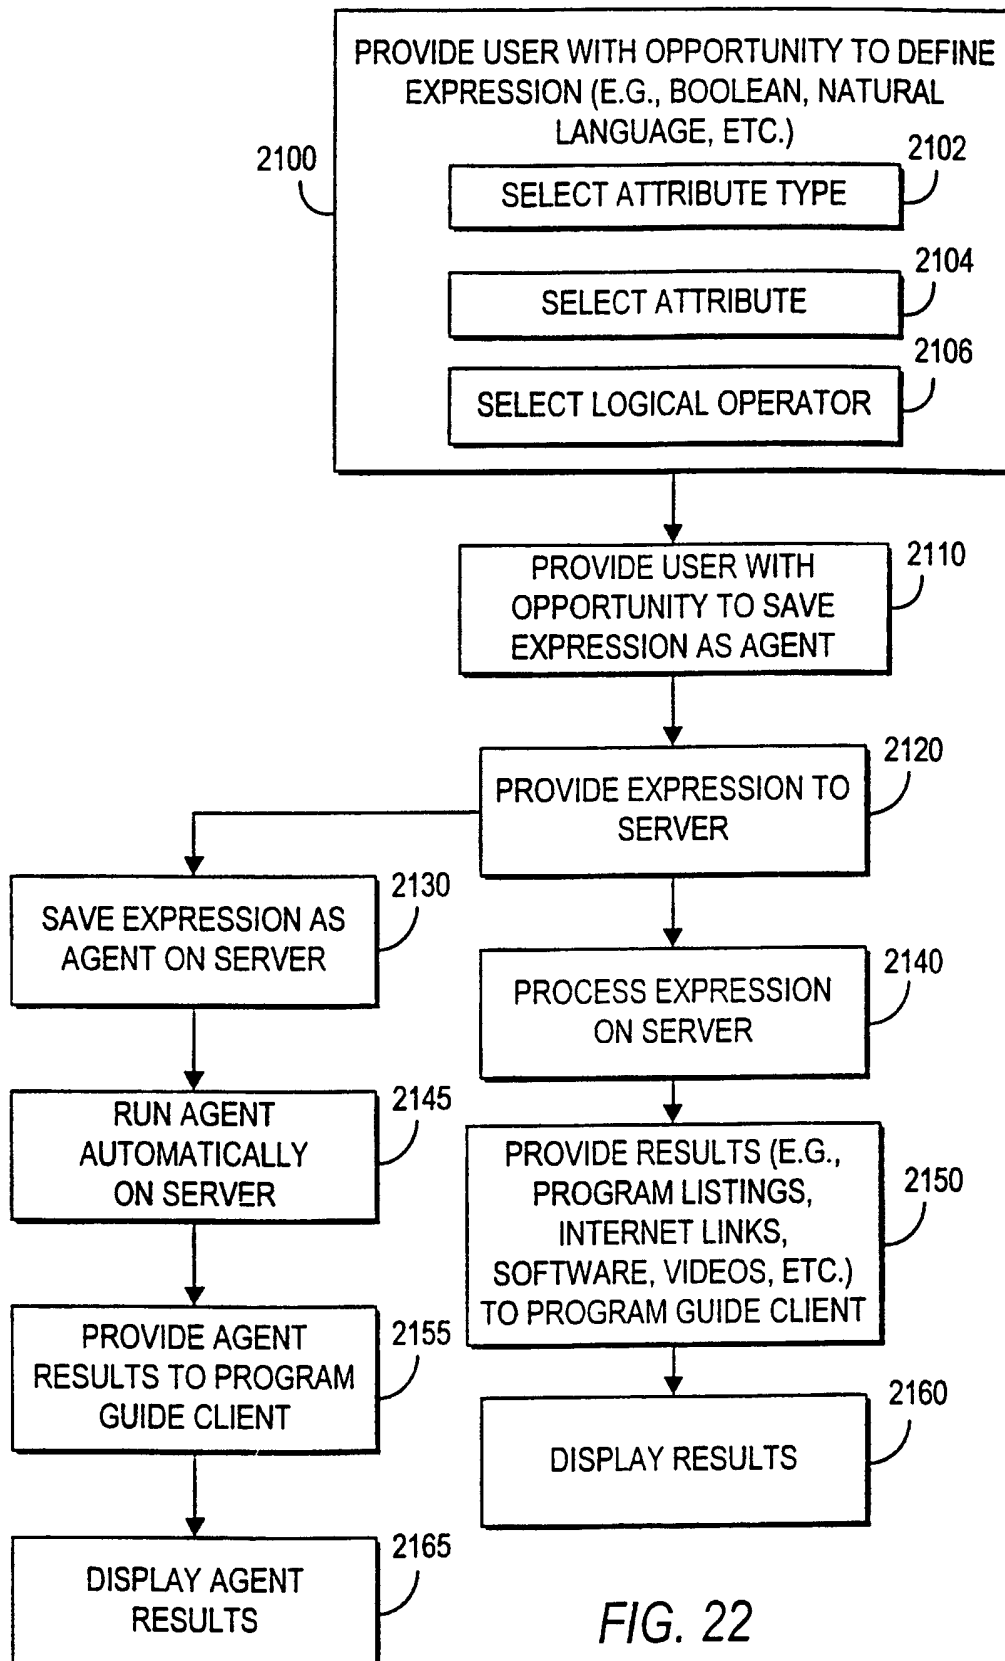 PROVIDE USER WITH OPPORTUNITY TO DEFINE
EXPRESSION (E.G., BOOLEAN, NATURAL
LANGUAGE, ETC.)
2100
2102
SELECT ATTRIBUTE TYPE
2104
SELECT ATTRIBUTE
2106
SELECT LOGICAL OPERATOR
2110
PROVIDE USER WITH
OPPORTUNITY TO SAVE
EXPRESSION AS AGENT
2120
PROVIDE EXPRESSION TO
SERVER
2130
SAVE EXPRESSION AS
AGENT ON SERVER
2140
PROCESS EXPRESSION
ON SERVER
2145
RUN AGENT
AUTOMATICALLY
ON SERVER
2150
PROVIDE RESULTS (E.G.,
PROGRAM LISTINGS,
INTERNET LINKS,
SOFTWARE, VIDEOS, ETC.)
TO PROGRAM GUIDE CLIENT
2155
PROVIDE AGENT
RESULTS TO PROGRAM
GUIDE CLIENT
2160
DISPLAY RESULTS
2165
DISPLAY AGENT
RESULTS
FIG. 22